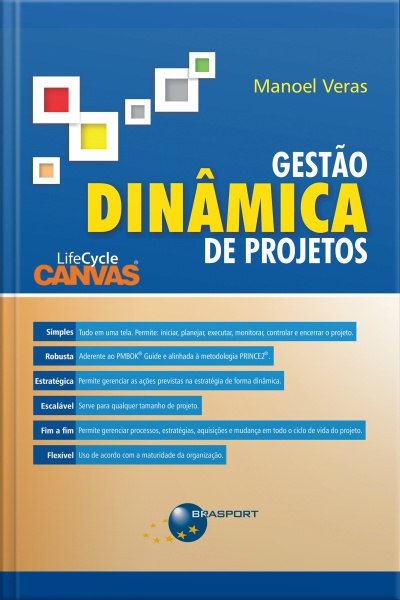 Manoel Veras
GESTÃO
DINÂMICA
DE PROJETOS
LifeCycle
CANVAS®
Simples Tudo em uma tela. Permite: iniciar, planejar, executar, monitorar, controlar e encerrar o projeto.
Robusta Aderente ao PMBOK® Guide e alinhada à metodologia PRINCE2®.
Estratégica Permite gerenciar as ações previstas na estratégia de forma dinâmica.
Escalável Serve para qualquer tamanho de projeto.
Fim a fim Permite gerenciar processos, estratégias, aquisições e mudança em todo o ciclo de vida do projeto.
Flexível Uso de acordo com a maturidade da organização.
BRASPORT